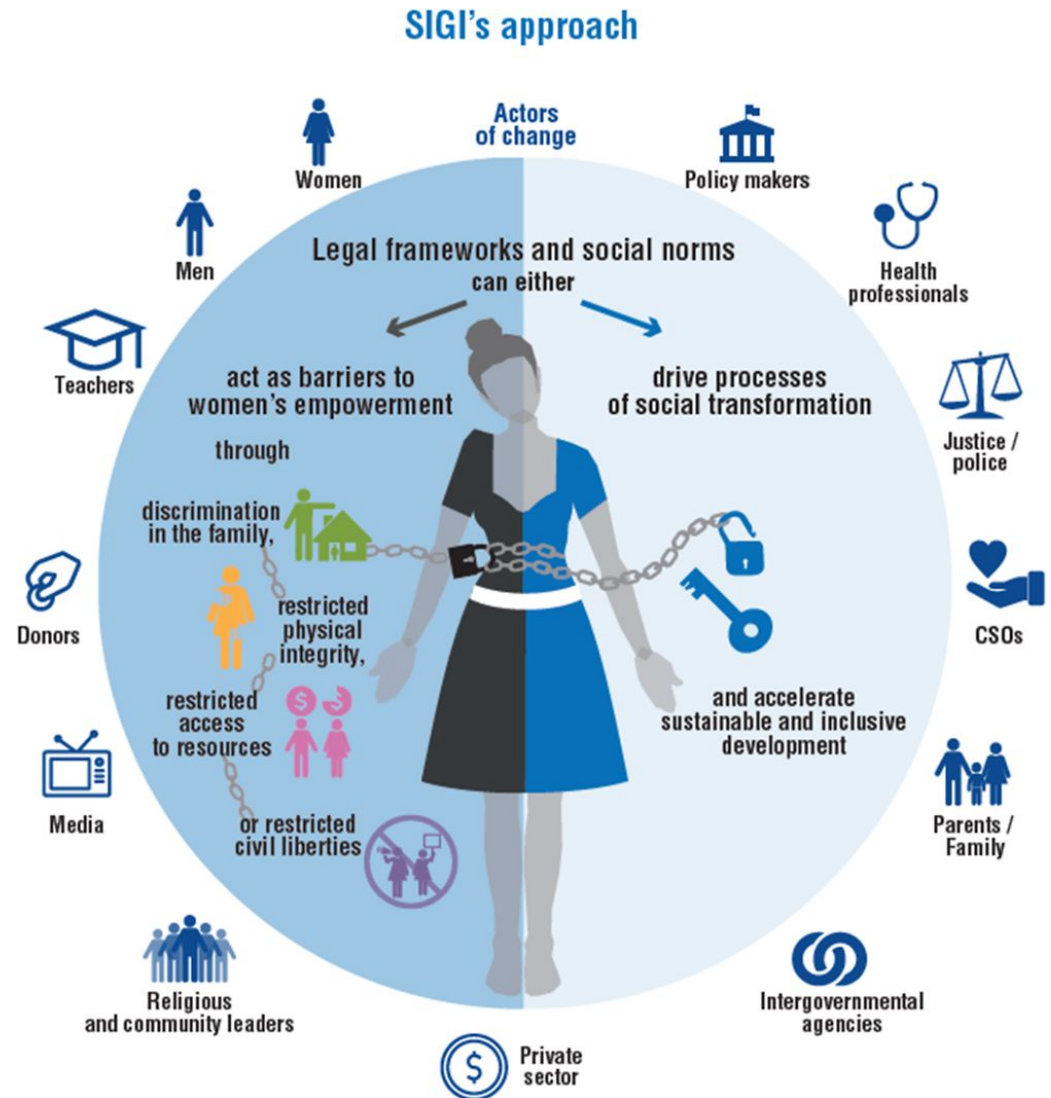 SIGI's approach
Actors
of change
Women
Men
Teachers
Donors
Media
Religious
and community leaders
Private
sector
Policy makers
Health
professionals
Justice /
police
CSOs
Parents /
Family
Intergovernmental
agencies
Legal frameworks and social norms
can either
act as barriers to
women's empowerment
through
discrimination
in the family,
restricted
physical
integrity,
restricted
access
to resources
or restricted
civil liberties
drive processes
of social transformation
and accelerate
sustainable and inclusive
development
$
$